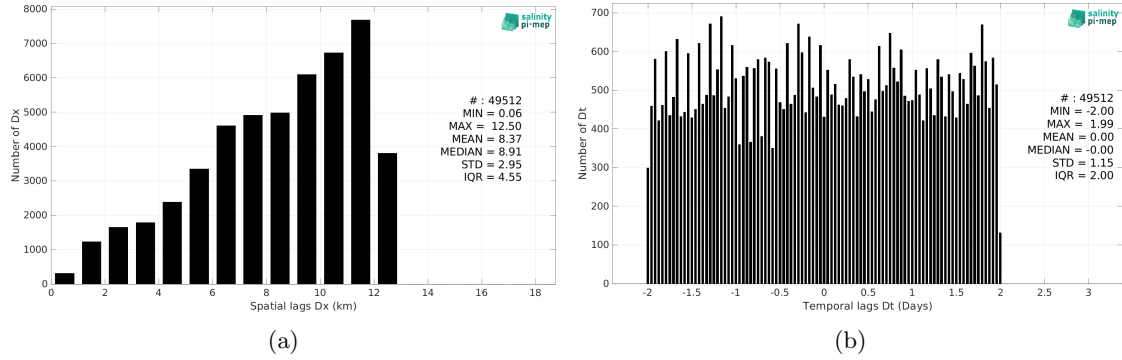 8000
7000
6000
5000
4000
3000
2000
1000
0
Number of Dx
salinity
pi-mep
# : 49512
MIN = 0.06
MAX = 12.50
MEAN = 8.37
MEDIAN = 8.91
STD = 2.95
IQR = 4.55
0 2 4 6 8 10 12 14 16 18
Spatial lags Dx (km)
(a)
700
600
500
400
300
200
100
0
Number of Dt
salinity
pi-mep
# : 49512
MIN = -2.00
MAX = 1.99
MEAN = 0.00
MEDIAN = -0.00
STD = 1.15
IQR = 2.00
-2 -1.5 -1 -0.5 0 0.5 1 1.5 2 2.5 3
Temporal lags Dt (Days)
(b)